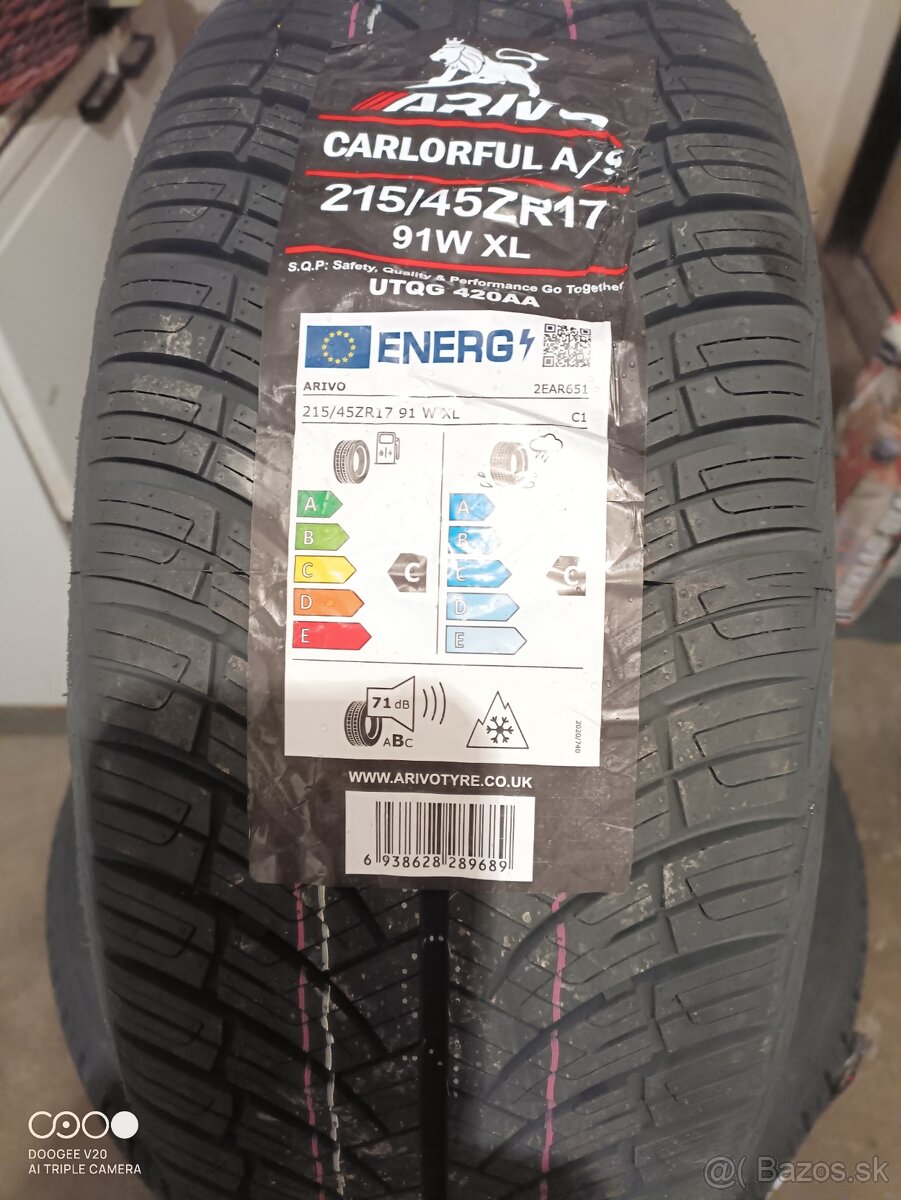 ARIVO
CARLORFUL A/S
215/45ZR17
91W XL
S.Q.P: Safety, Quality & Performance Go Together
UTQG 420AA
ENERG
ARIVO 2EAR651
215/45ZR17 91 W XL C1
A A
B B
C C C C
D D
E E
71 dB
ABC
2020/740
WWW.ARIVOTYRE.CO.UK
6 938628 289689
DOOGEE V20
AI TRIPLE CAMERA
@( Bazos.sk